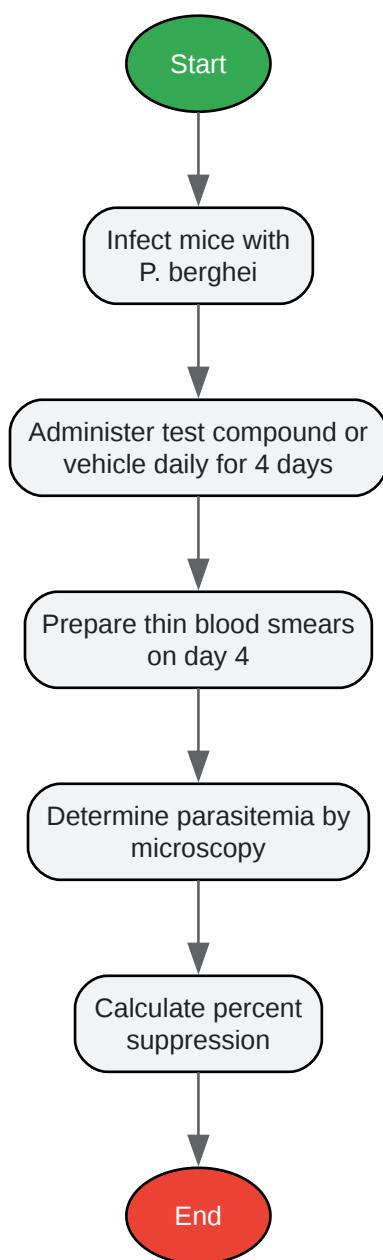 Start
Infect mice with
P. berghei
Administer test compound or
vehicle daily for 4 days
Prepare thin blood smears
on day 4
Determine parasitemia by
microscopy
Calculate percent
suppression
End